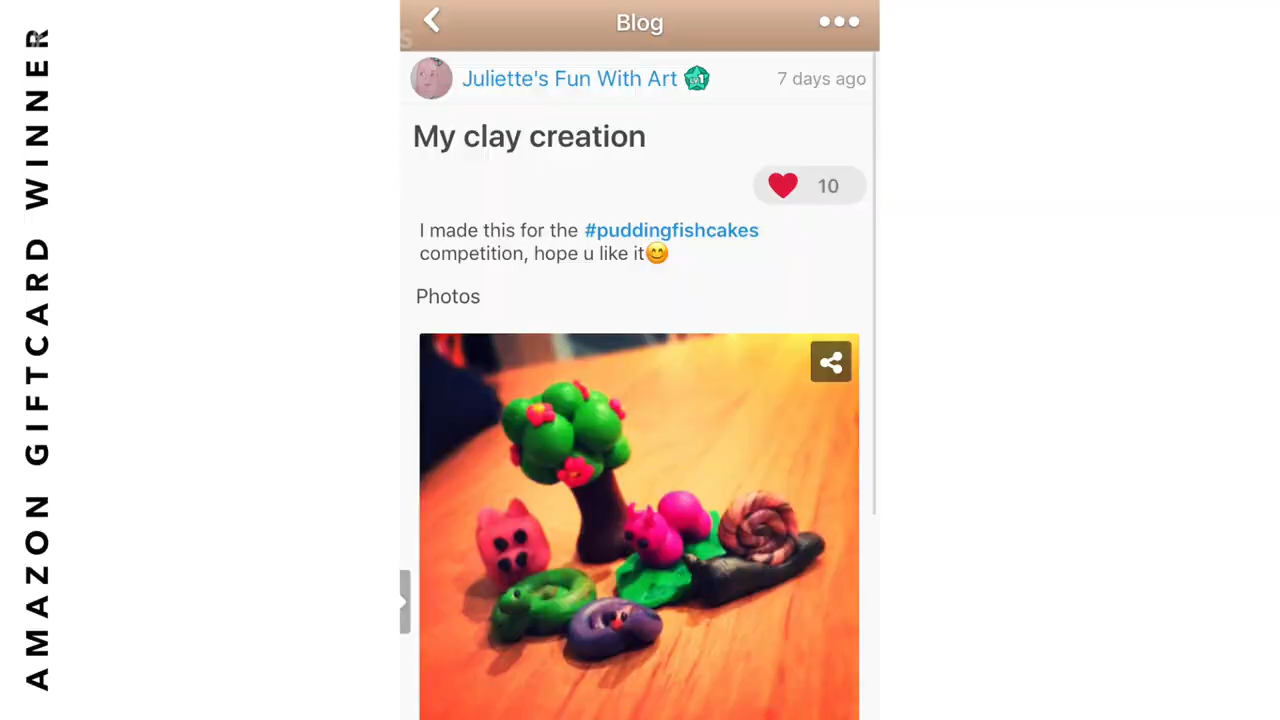 AMAZON GIFTCARD WINNER
Blog
Juliette's Fun With Art
7 days ago
My clay creation
10
I made this for the #puddingfishcakes
competition, hope u like it😊
Photos